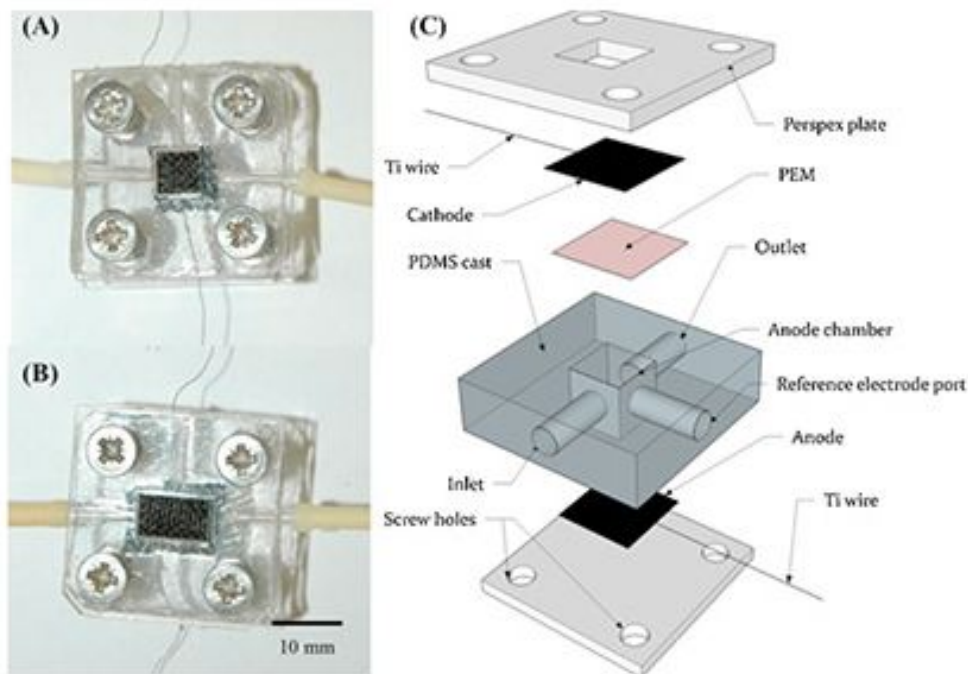 (A)
(B)
10 mm
(C)
Perspex plate
Ti wire
Cathode
PEM
PDMS cast
Outlet
Anode chamber
Reference electrode port
Anode
Inlet
Screw holes
Ti wire